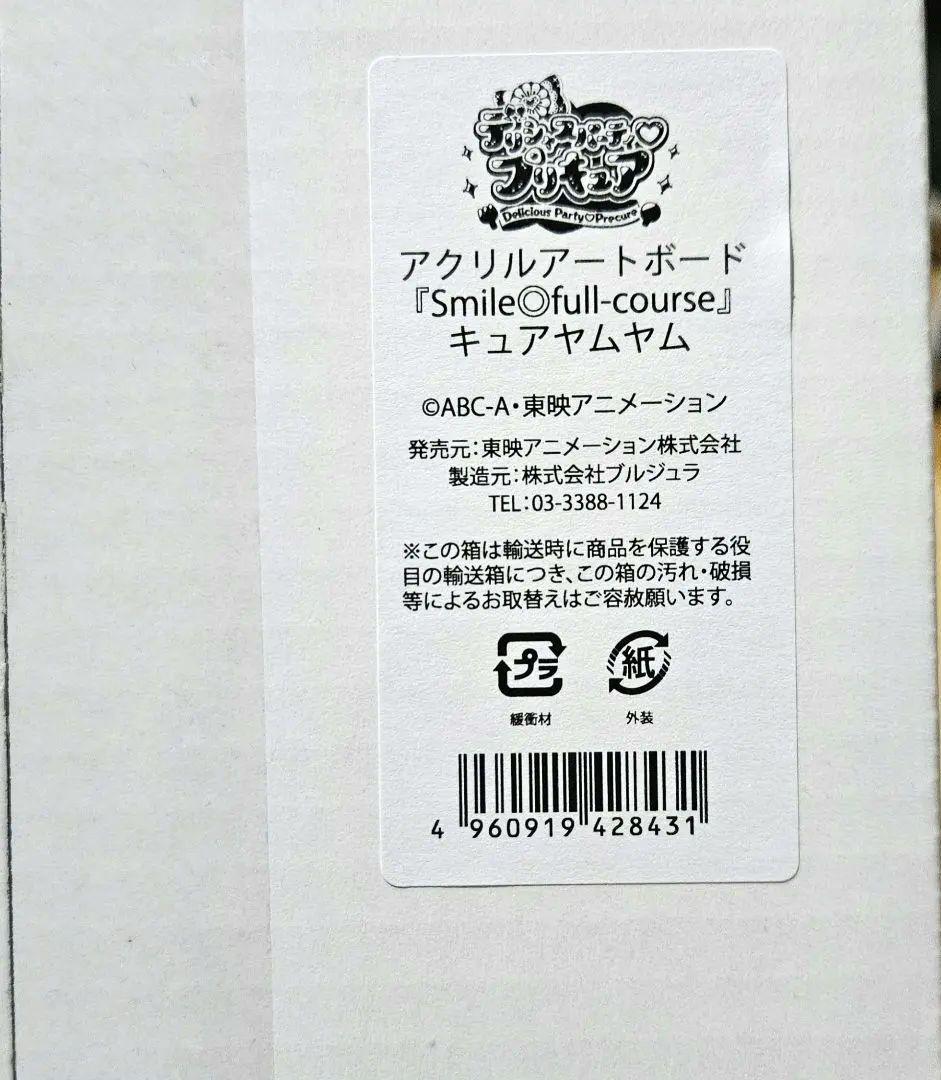 デリシャスパーティ♡
プリキュア
Delicious Party♡Precure
アクリルアートボード
『Smile◎full-course』
キュアヤムヤム
©ABC-A・東映アニメーション
発売元：東映アニメーション株式会社
製造元：株式会社ブルジュラ
TEL：03-3388-1124
※この箱は輸送時に商品を保護する役
目の輸送箱につき、この箱の汚れ・破損
等によるお取替えはご容赦願います。
プラ 紙
緩衝材 外装
4 960919 428431